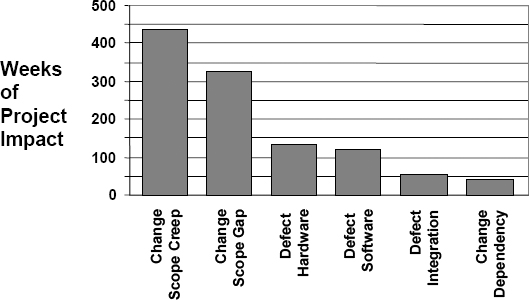 500
400
300
200
100
0
Weeks
of
Project
Impact
Change
Scope Creep
Change
Scope Gap
Defect
Hardware
Defect
Software
Defect
Integration
Change
Dependency